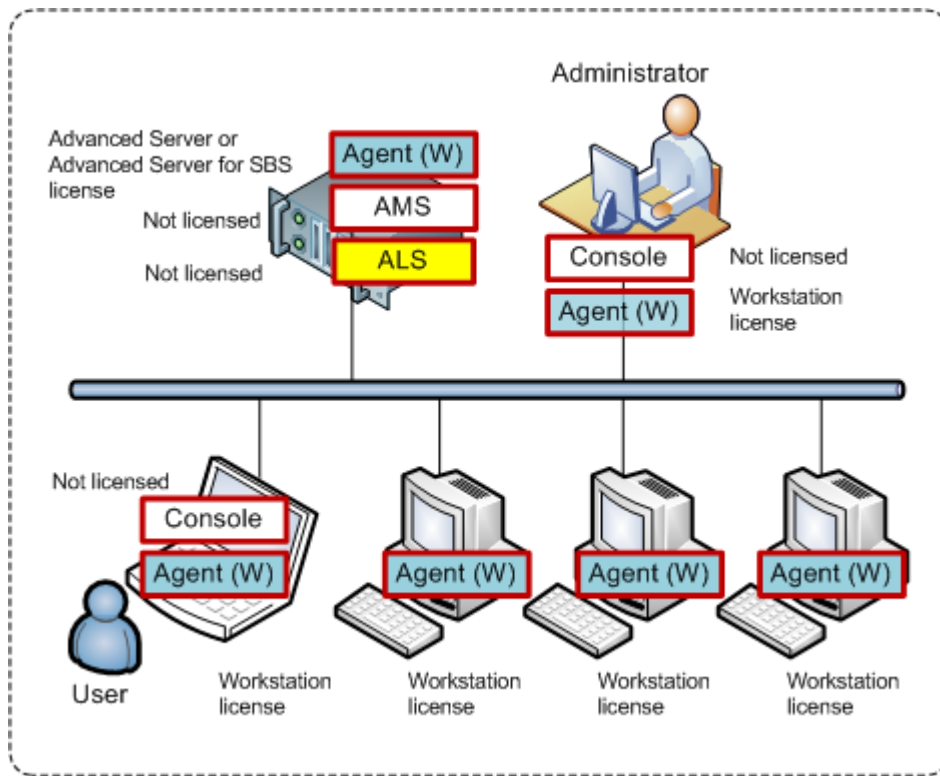 Administrator
Advanced Server or
Advanced Server for SBS
license
Agent (W)
Not licensed
AMS
Not licensed
ALS
Console
Not licensed
Agent (W)
Workstation
license
Not licensed
Console
Agent (W)
Agent (W)
Agent (W)
Agent (W)
User
Workstation
license
Workstation
license
Workstation
license
Workstation
license